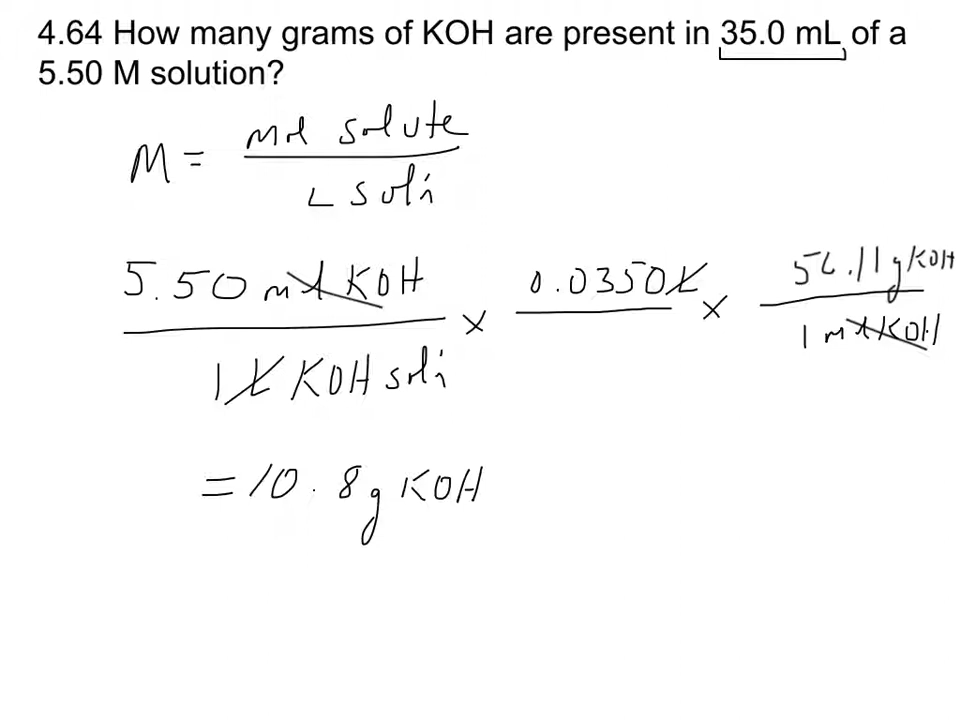 4.64 How many grams of KOH are present in 35.0 mL of a
5.50 M solution?
M = mol solute
L soln
5.50 mol KOH × 0.0350 L × 56.11 g KOH
1 L KOH soln 1 mol KOH
= 10.8 g KOH